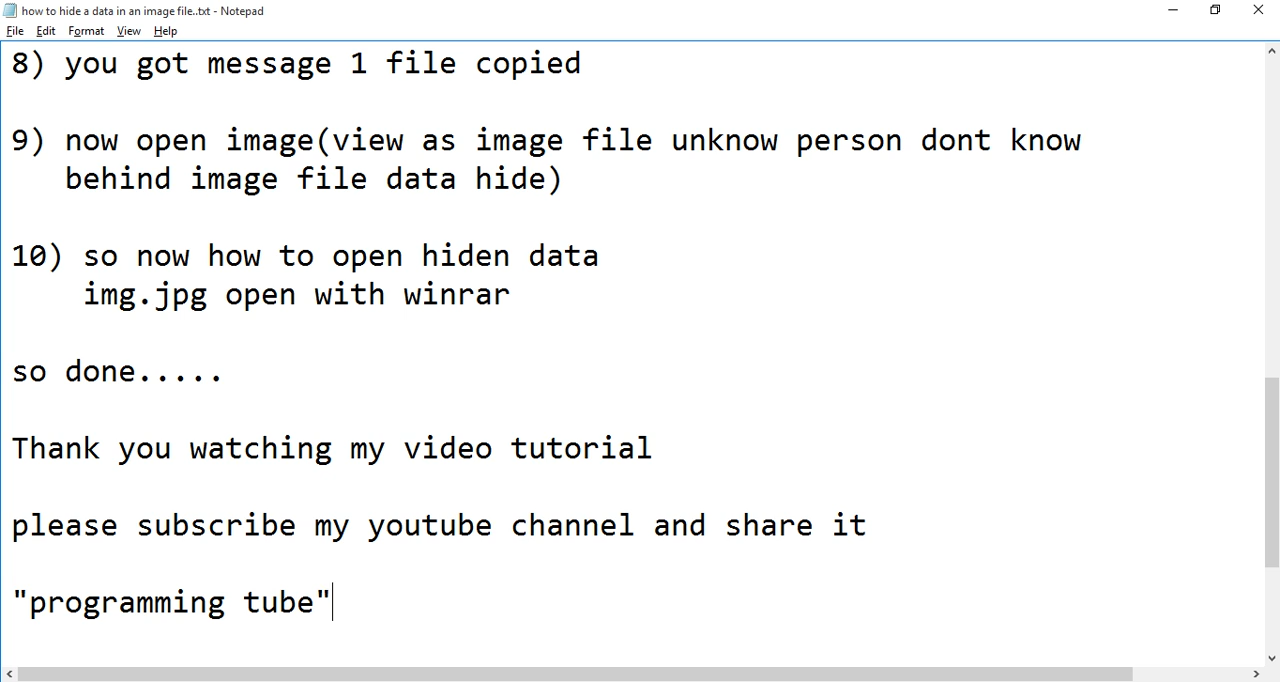 how to hide a data in an image file..txt - Notepad
File Edit Format View Help
8) you got message 1 file copied
9) now open image(view as image file unknow person dont know
behind image file data hide)
10) so now how to open hiden data
img.jpg open with winrar
so done.....
Thank you watching my video tutorial
please subscribe my youtube channel and share it
"programming tube"